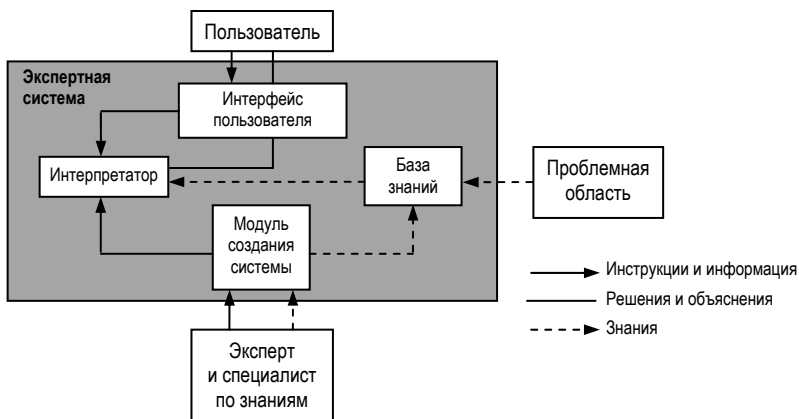 Пользователь
Экспертная
система
Интерфейс
пользователя
Интерпретатор
База
знаний
Проблемная
область
Модуль
создания
системы
Инструкции и информация
Решения и объяснения
Знания
Эксперт
и специалист
по знаниям